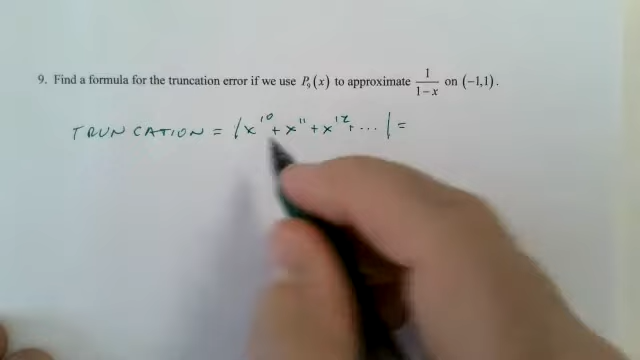 9. Find a formula for the truncation error if we use P₉(x) to approximate 1/(1−x) on (−1,1).
TRUNCATION = |x¹⁰ + x¹¹ + x¹² + ··· | =